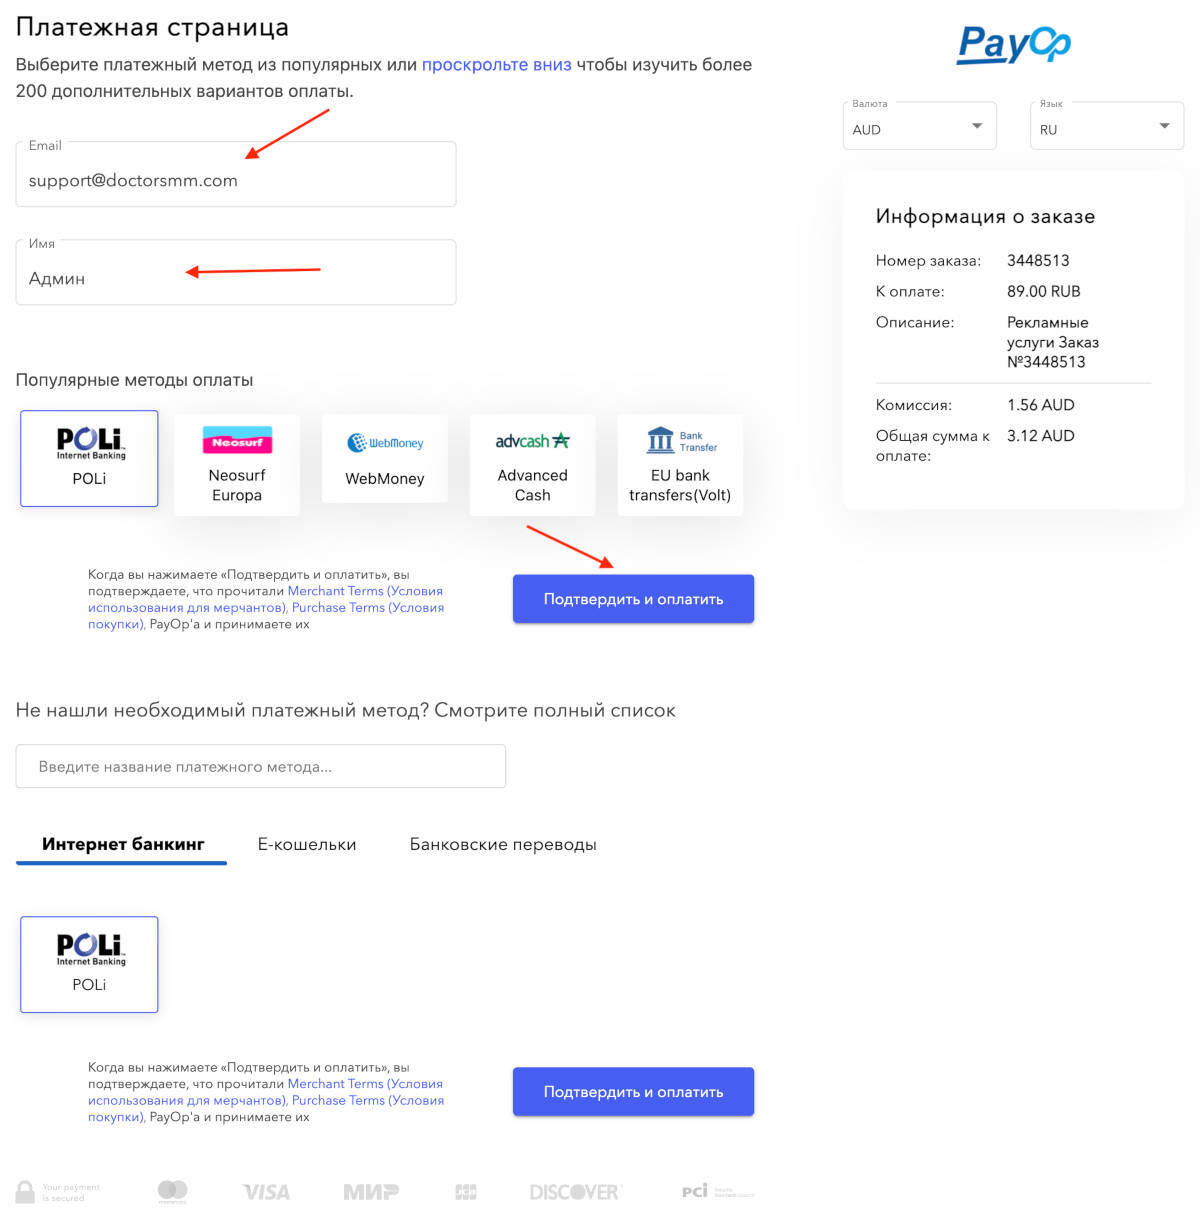 Платежная страница
Выберите платежный метод из популярных или проскрольте вниз чтобы изучить более
200 дополнительных вариантов оплаты.
Email
support@doctorsmm.com
Имя
Админ
PayOp
Валюта
AUD
Язык
RU
Информация о заказе
Номер заказа: 3448513
К оплате: 89.00 RUB
Описание: Рекламные
услуги Заказ
№3448513
Комиссия: 1.56 AUD
Общая сумма к 3.12 AUD
оплате:
Популярные методы оплаты
POLi
Internet Banking
POLi
Neosurf
Neosurf
Europa
WebMoney
WebMoney
advcash
Advanced
Cash
Bank
Transfer
EU bank
transfers(Volt)
Когда вы нажимаете «Подтвердить и оплатить», вы
подтверждаете, что прочитали Merchant Terms (Условия
использования для мерчантов), Purchase Terms (Условия
покупки), PayOp'a и принимаете их
Подтвердить и оплатить
Не нашли необходимый платежный метод? Смотрите полный список
Введите название платежного метода...
Интернет банкинг
Е-кошельки
Банковские переводы
POLi
Internet Banking
POLi
Когда вы нажимаете «Подтвердить и оплатить», вы
подтверждаете, что прочитали Merchant Terms (Условия
использования для мерчантов), Purchase Terms (Условия
покупки), PayOp'a и принимаете их
Подтвердить и оплатить
Your payment
is secured
VISA
МИР
JCB
DISCOVER
PCI